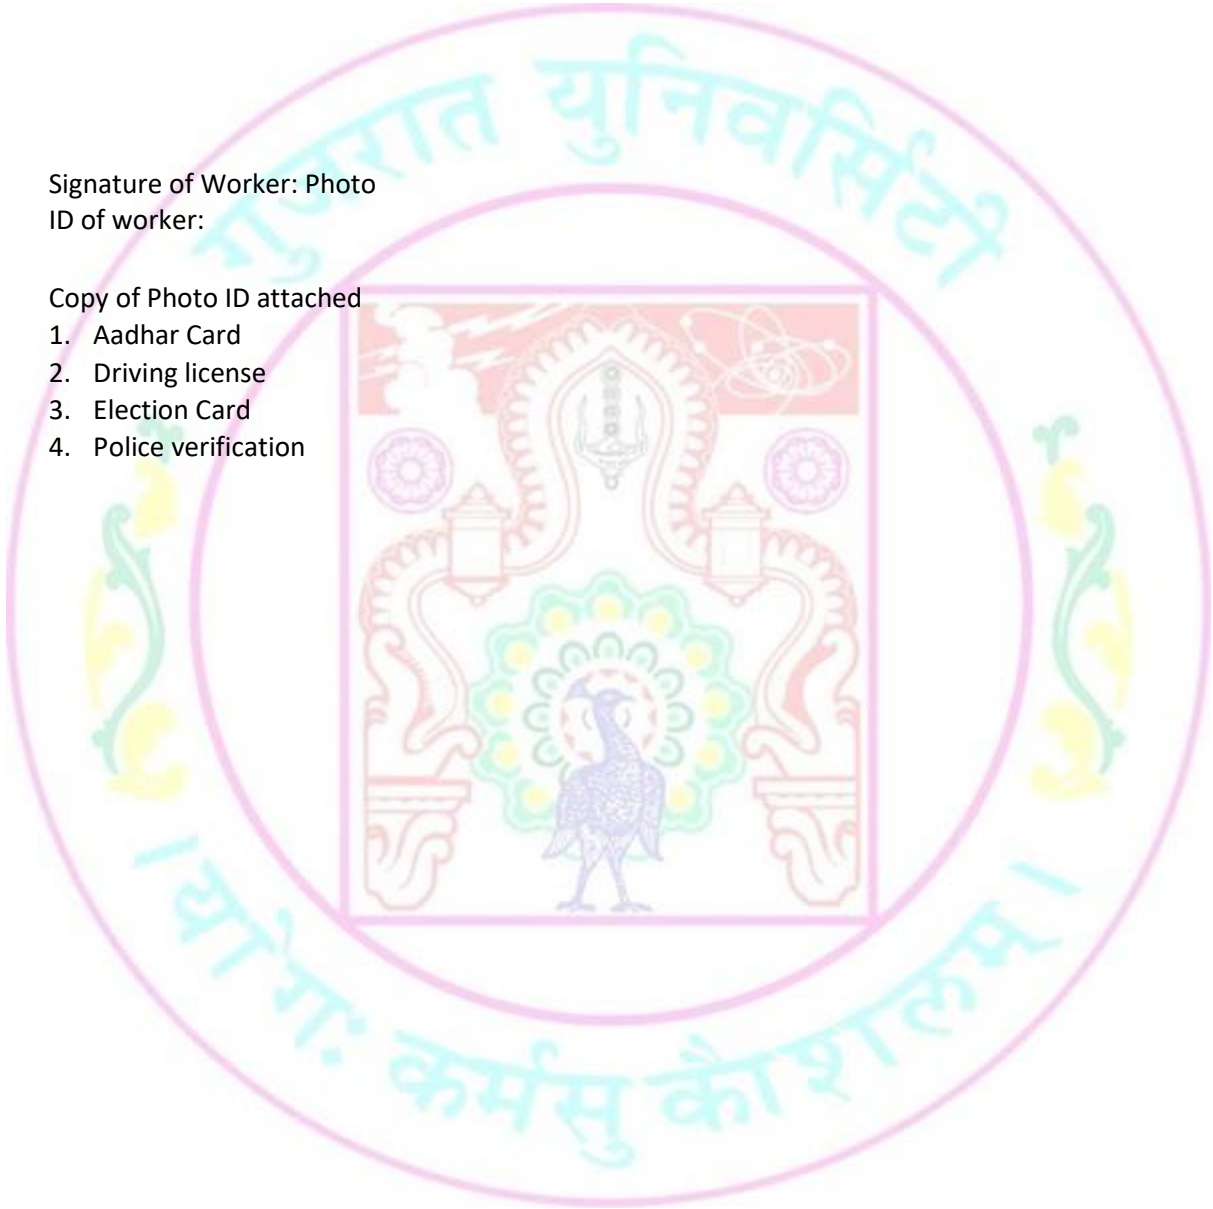 गुजरात युनिवर्सिटी
Signature of Worker: Photo
ID of worker:
Copy of Photo ID attached
1. Aadhar Card
2. Driving license
3. Election Card
4. Police verification
। योगः कर्मसु कौशलम् ।